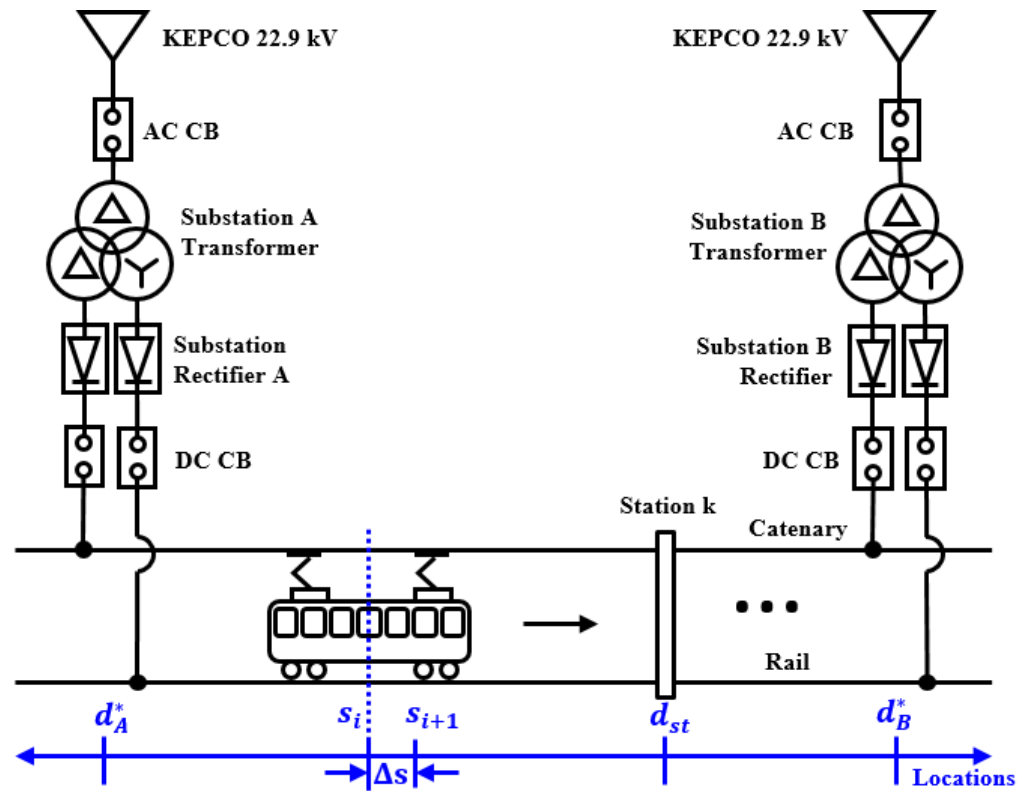 KEPCO 22.9 kV
KEPCO 22.9 kV
AC CB
AC CB
Substation A
Transformer
Substation B
Transformer
Substation
Rectifier A
Substation B
Rectifier
DC CB
DC CB
Station k
Catenary
Rail
d*A
si
si+1
dst
d*B
Δs
Locations